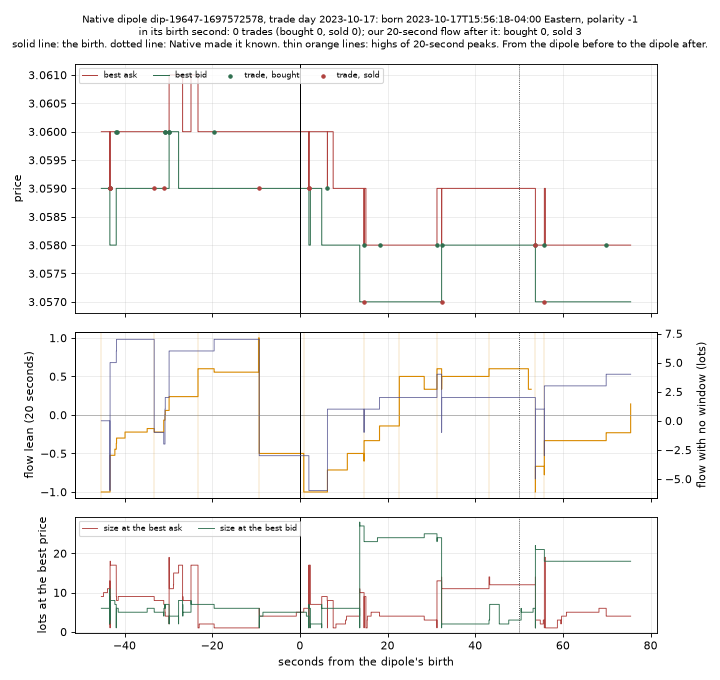 Native dipole dip-19647-1697572578, trade day 2023-10-17: born 2023-10-17T15:56:18-04:00 Eastern, polarity -1
in its birth second: 0 trades (bought 0, sold 0); our 20-second flow after it: bought 0, sold 3
solid line: the birth. dotted line: Native made it known. thin orange lines: highs of 20-second peaks. From the dipole before to the dipole after.
best ask
best bid
trade, bought
trade, sold
3.0610
3.0605
3.0600
3.0595
3.0590
3.0585
3.0580
3.0575
3.0570
price
1.0
0.5
0.0
−0.5
−1.0
flow lean (20 seconds)
7.5
5.0
2.5
0.0
−2.5
−5.0
flow with no window (lots)
size at the best ask
size at the best bid
20
10
0
lots at the best price
−40
−20
0
20
40
60
80
seconds from the dipole's birth